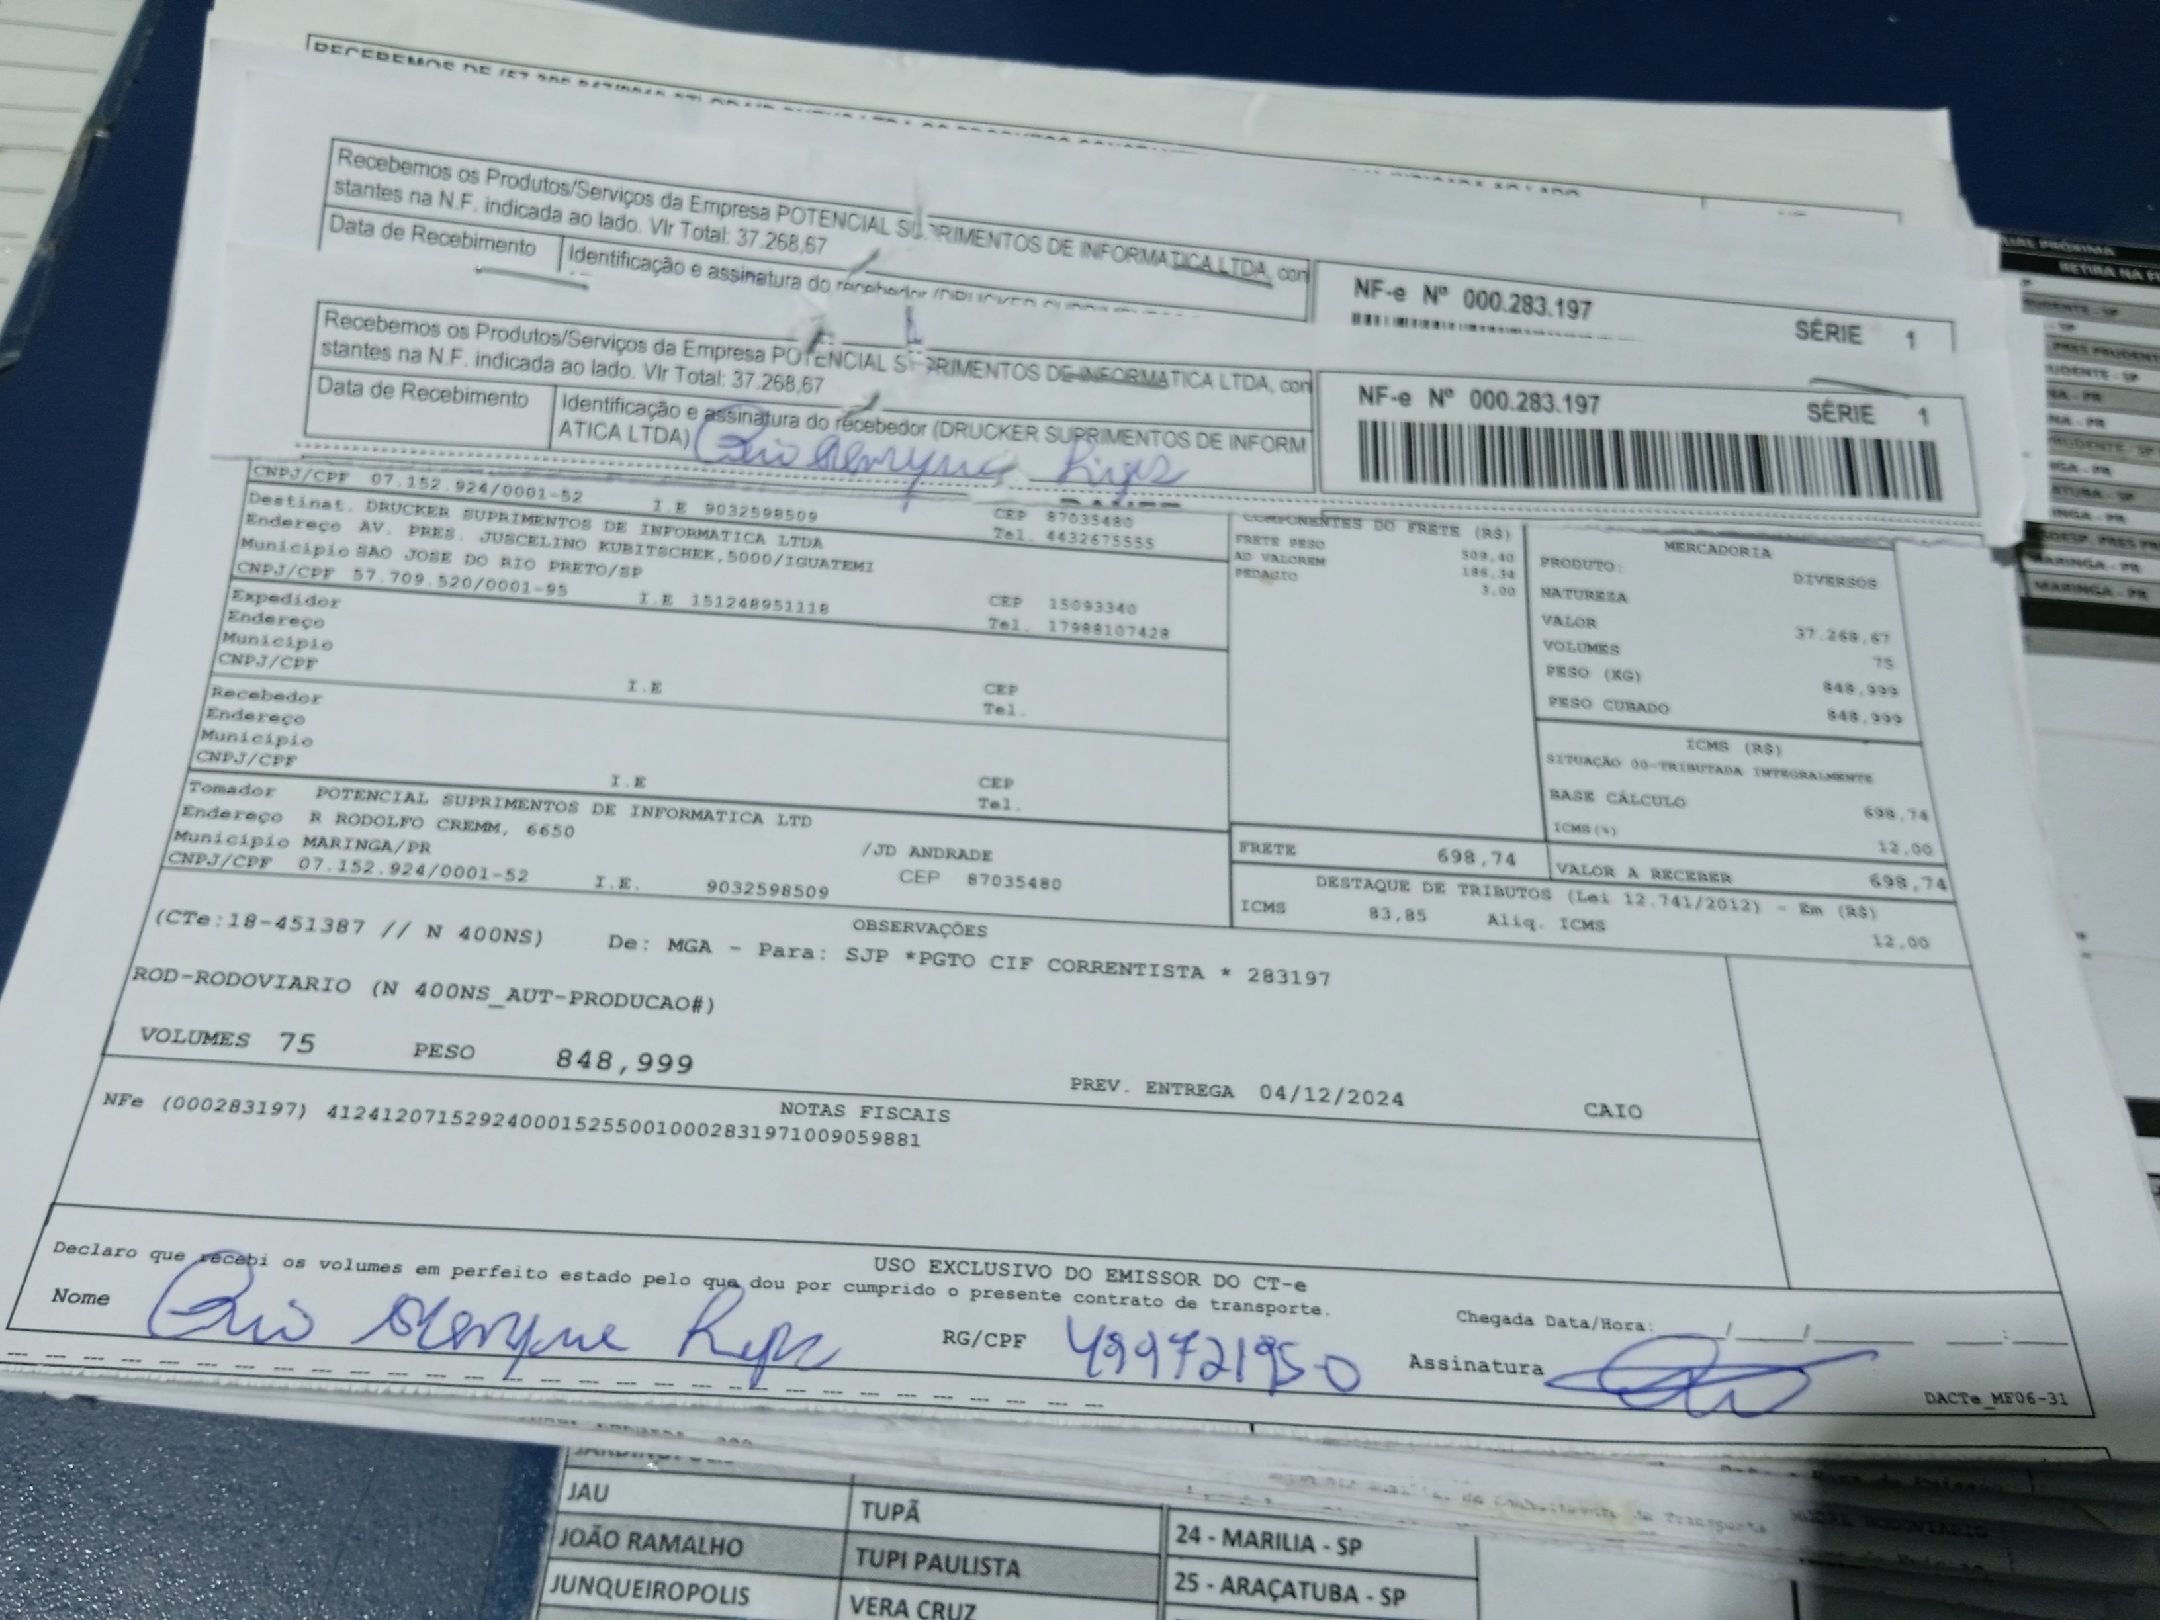 Recebemos os Produtos/Serviços da Empresa POTENCIAL SUPRIMENTOS DE INFORMATICA LTDA, con
stantes na N.F. indicada ao lado. Vlr Total: 37.268,67
Data de Recebimento
Identificação e assinatura do recebedor
NF-e Nº 000.283.197
SÉRIE 1
Recebemos os Produtos/Serviços da Empresa POTENCIAL SUPRIMENTOS DE INFORMATICA LTDA, con
stantes na N.F. indicada ao lado. Vlr Total: 37.268,67
Data de Recebimento
Identificação e assinatura do recebedor (DRUCKER SUPRIMENTOS DE INFORM
ATICA LTDA)
NF-e Nº 000.283.197
SÉRIE 1
CNPJ/CPF 07.152.924/0001-52 I.E 9032598509 CEP 87035480
Tel. 4432675555
Destinat. DRUCKER SUPRIMENTOS DE INFORMATICA LTDA
Endereço AV. PRES. JUSCELINO KUBITSCHEK,5000/IGUATEMI
Municipio SAO JOSE DO RIO PRETO/SP CEP 15093340
CNPJ/CPF 57.709.520/0001-95 I.E 151248951118 Tel. 17988107428
Expedidor
Endereço
Município CEP
CNPJ/CPF I.E Tel.
Recebedor
Endereço
Município CEP
CNPJ/CPF I.E Tel.
Tomador POTENCIAL SUPRIMENTOS DE INFORMATICA LTD
Endereço R RODOLFO CREMM, 6650 /JD ANDRADE
Municipio MARINGA/PR CEP 87035480
CNPJ/CPF 07.152.924/0001-52 I.E. 9032598509
COMPONENTES DO FRETE (R$)
FRETE PESO 509,40
AD VALOREM 186,34
PEDAGIO 3,00
MERCADORIA
PRODUTO: DIVERSOS
NATUREZA
VALOR 37.268,67
VOLUMES 75
PESO (KG) 848,999
PESO CUBADO 848,999
ICMS (R$)
SITUAÇÃO 00-TRIBUTADA INTEGRALMENTE
BASE CÁLCULO 698,74
ICMS(%) 12,00
FRETE 698,74
VALOR A RECEBER 698,74
DESTAQUE DE TRIBUTOS (Lei 12.741/2012) - Em (R$)
ICMS 83,85 Aliq. ICMS 12,00
OBSERVAÇÕES
(CTe:18-451387 // N 400NS) De: MGA - Para: SJP *PGTO CIF CORRENTISTA * 283197
ROD-RODOVIARIO (N 400NS_AUT-PRODUCAO#)
VOLUMES 75 PESO 848,999 PREV. ENTREGA 04/12/2024 CAIO
NOTAS FISCAIS
NFe (000283197) 41241207152924000152550010002831971009059881
USO EXCLUSIVO DO EMISSOR DO CT-e
Declaro que recebi os volumes em perfeito estado pelo que dou por cumprido o presente contrato de transporte.
Nome
RG/CPF 499721950
Chegada Data/Hora: / / :
Assinatura
DACTe_MF06-31
JAU TUPÃ 24 - MARILIA - SP
JOÃO RAMALHO TUPI PAULISTA 25 - ARAÇATUBA - SP
JUNQUEIROPOLIS VERA CRUZ